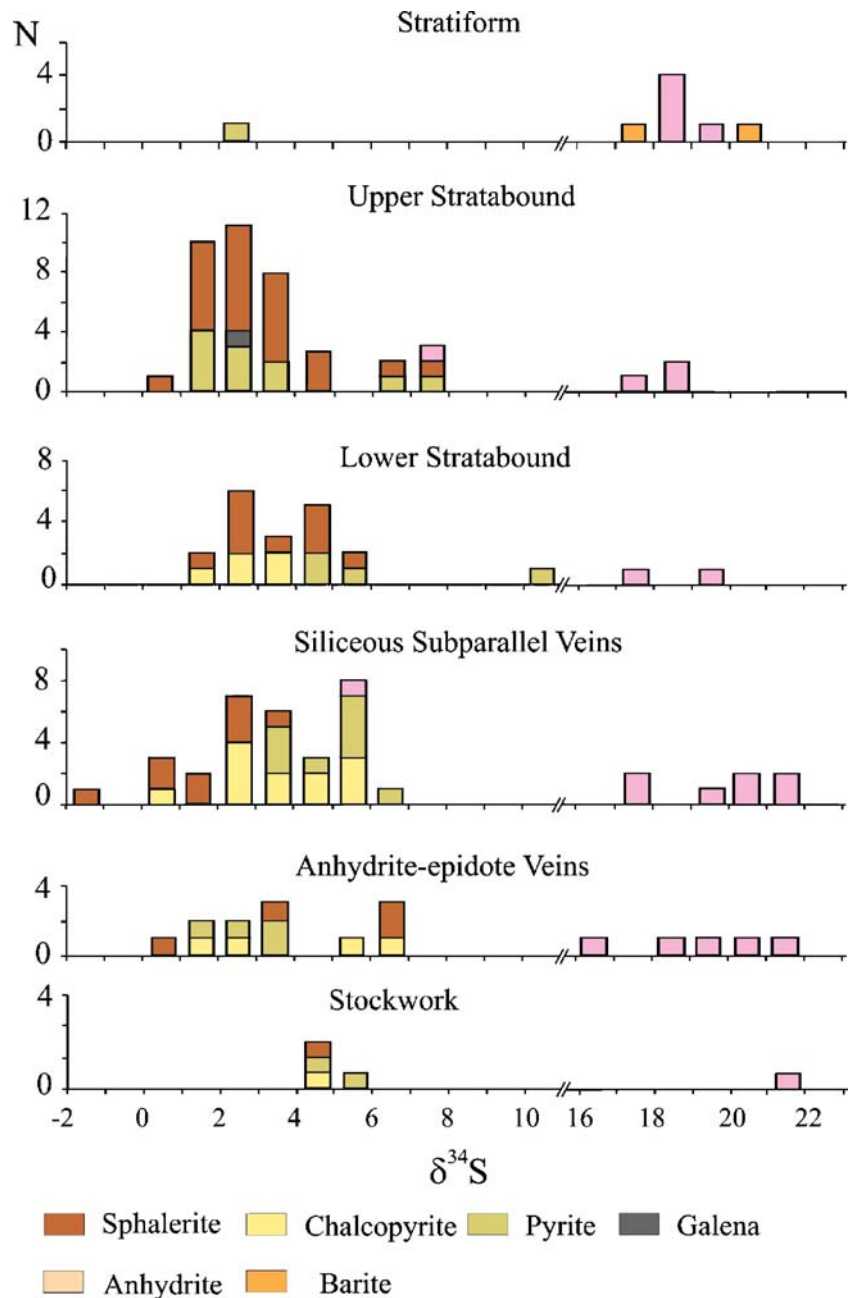 N
Stratiform
4
0
Upper Stratabound
12
8
4
0
Lower Stratabound
8
4
0
Siliceous Subparallel Veins
8
4
0
Anhydrite-epidote Veins
4
0
Stockwork
4
0
-2 0 2 4 6 8 10 16 18 20 22
δ³⁴S
Sphalerite Chalcopyrite Pyrite Galena
Anhydrite Barite